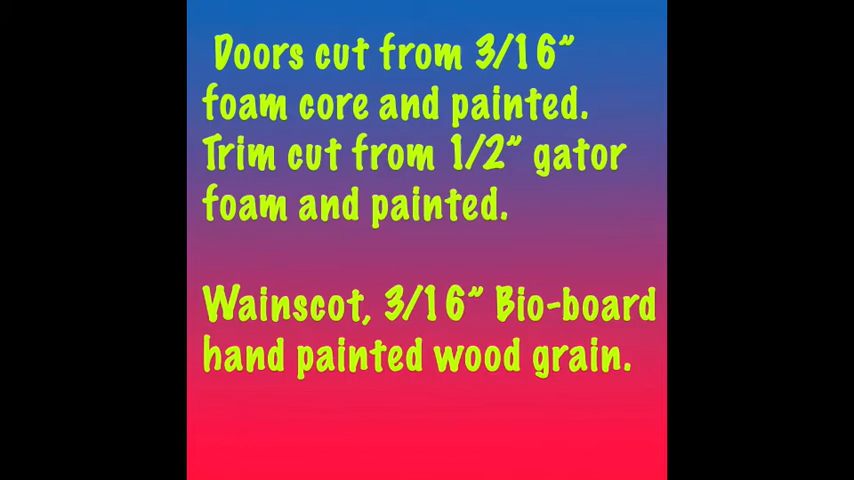 Doors cut from 3/16”
foam core and painted.
Trim cut from 1/2” gator
foam and painted.
Wainscot, 3/16” Bio-board
hand painted wood grain.